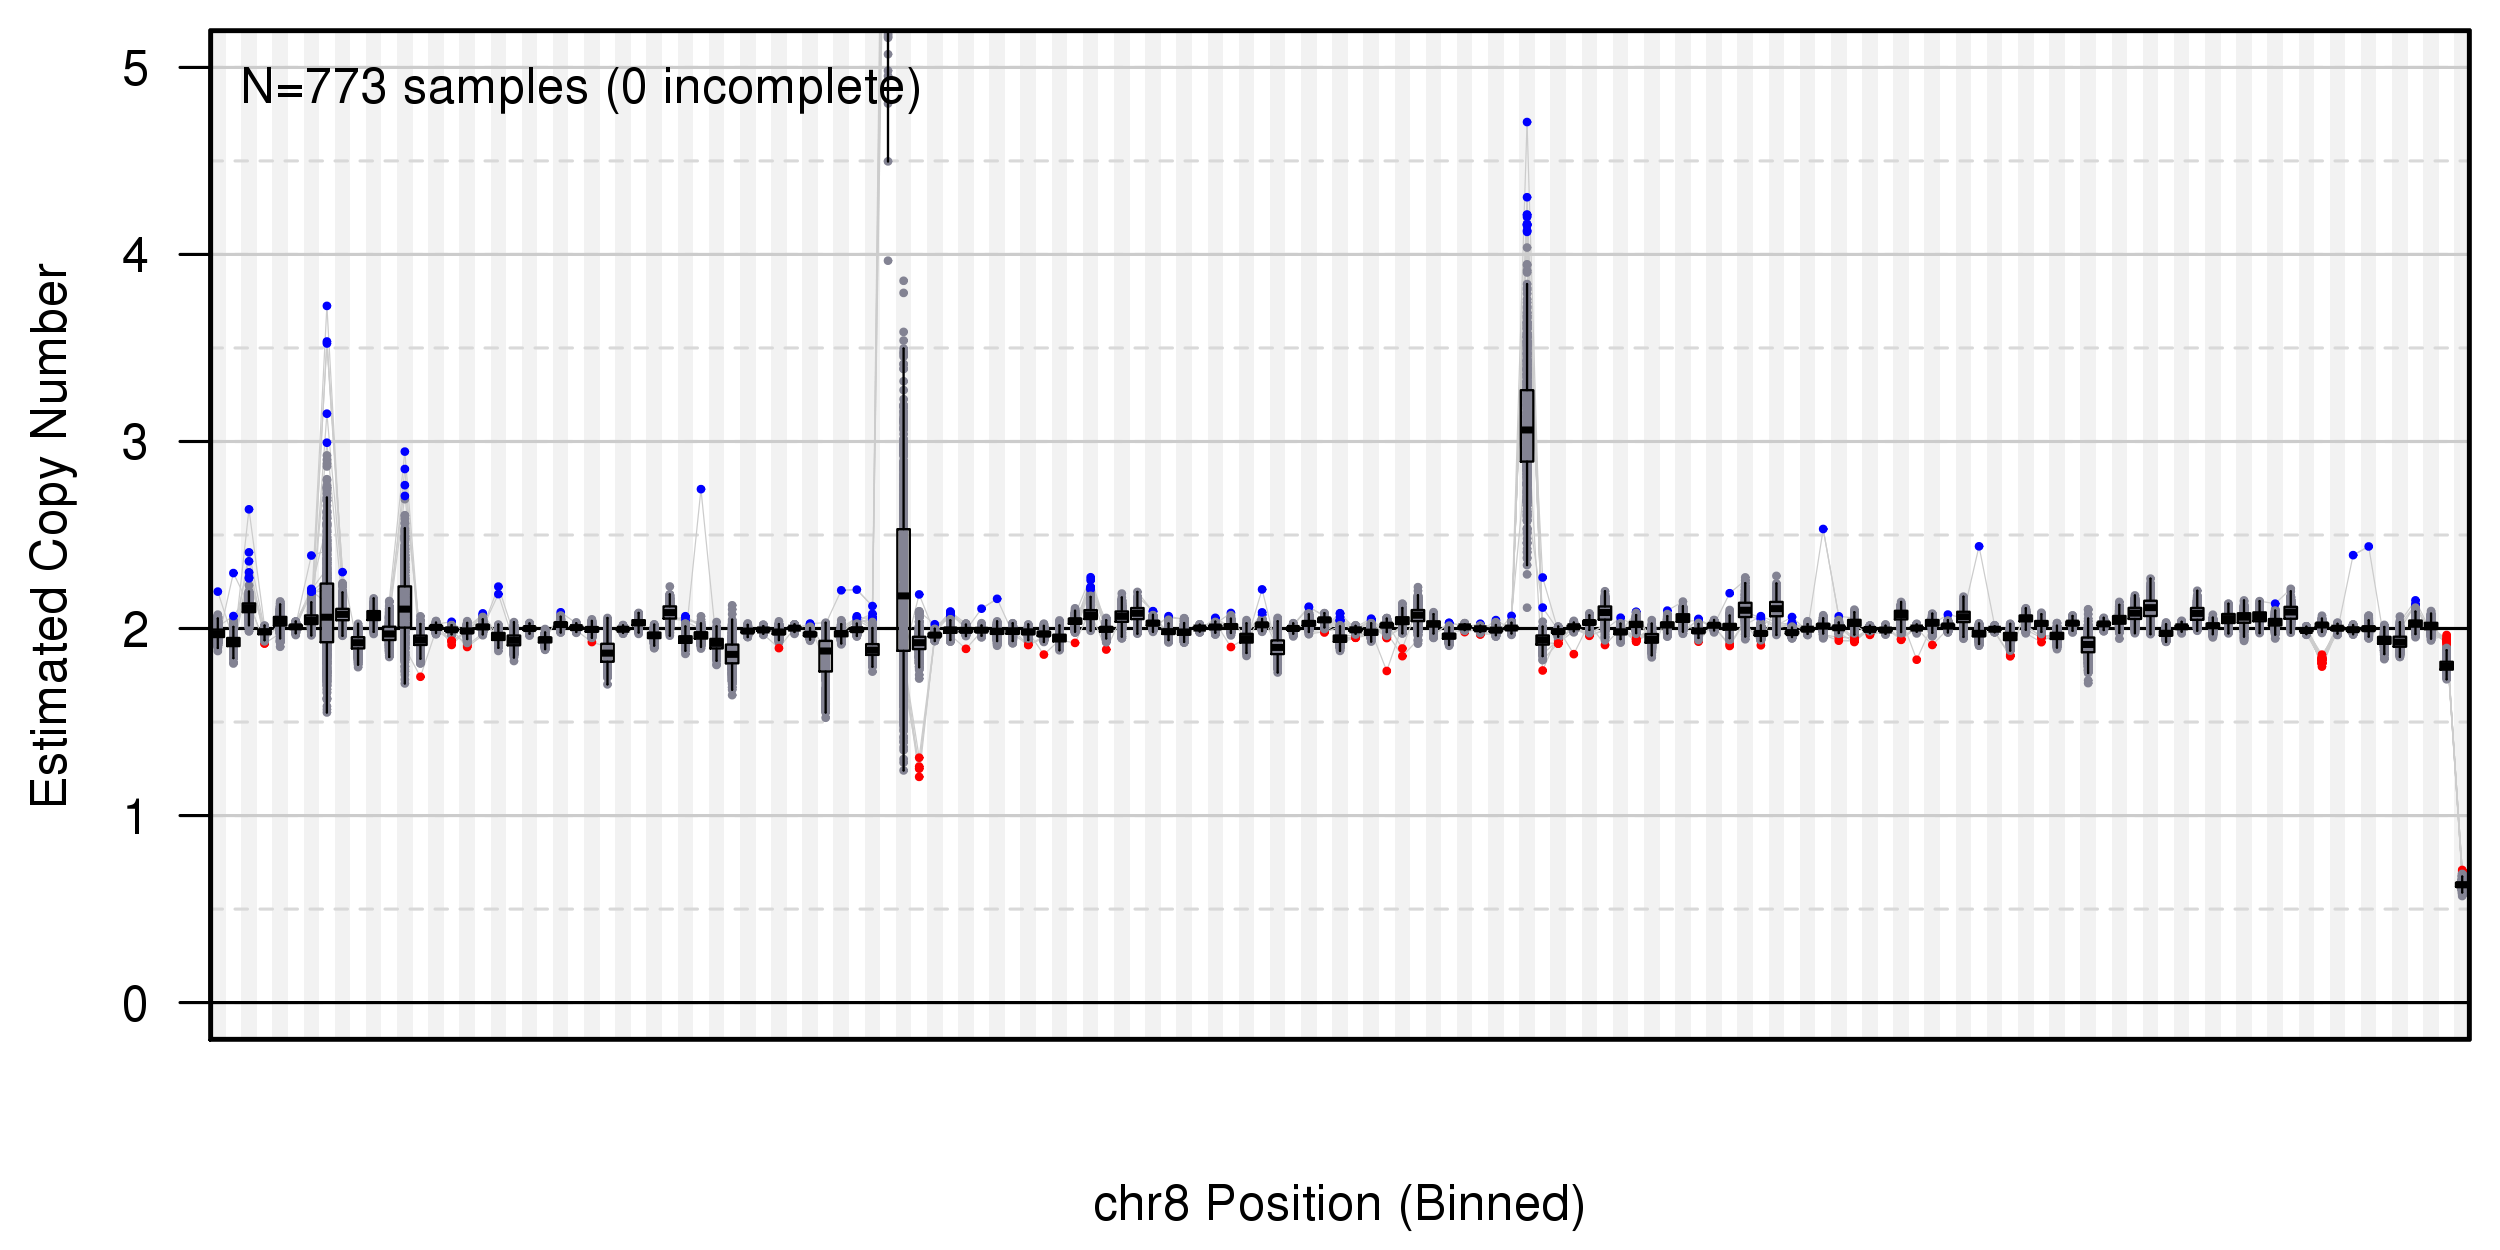 N=773 samples (0 incomplete)
Estimated Copy Number
5
4
3
2
1
0
chr8 Position (Binned)